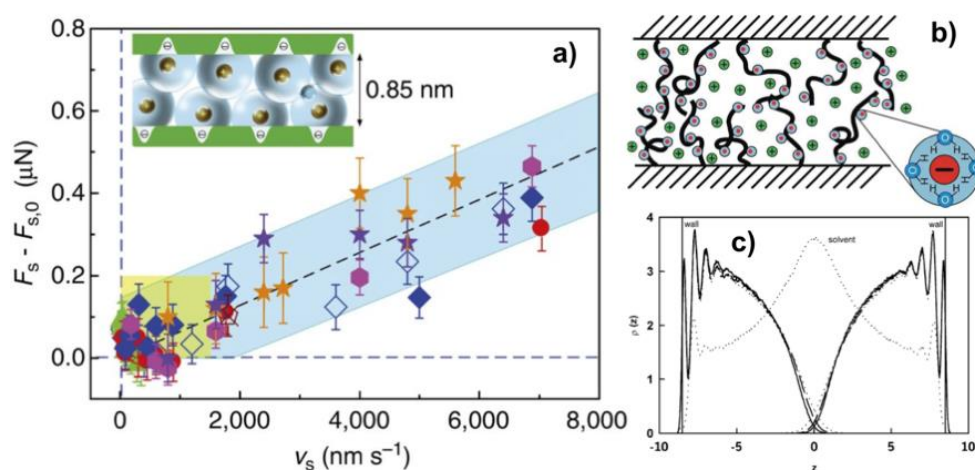 a)
0.8
0.6
0.4
0.2
0.0
F_s - F_s,0 (μN)
0.85 nm
0
2,000
4,000
6,000
8,000
v_s (nm s⁻¹)
b)
H
H
H
H
c)
wall
solvent
wall
4
3
2
1
0
ρ (z)
-10
-5
0
5
10